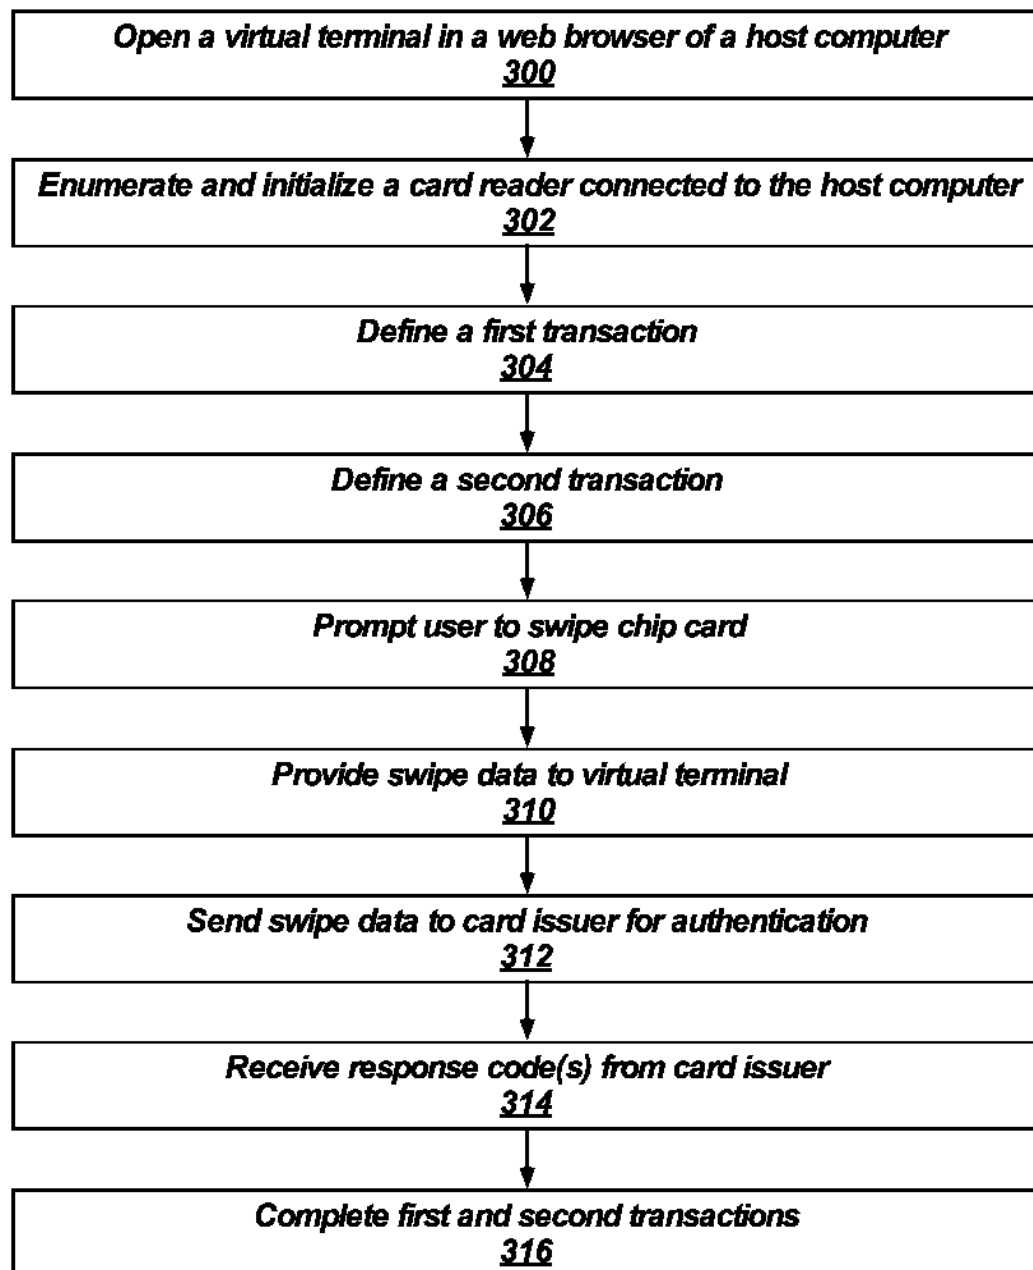 Open a virtual terminal in a web browser of a host computer
300
Enumerate and initialize a card reader connected to the host computer
302
Define a first transaction
304
Define a second transaction
306
Prompt user to swipe chip card
308
Provide swipe data to virtual terminal
310
Send swipe data to card issuer for authentication
312
Receive response code(s) from card issuer
314
Complete first and second transactions
316